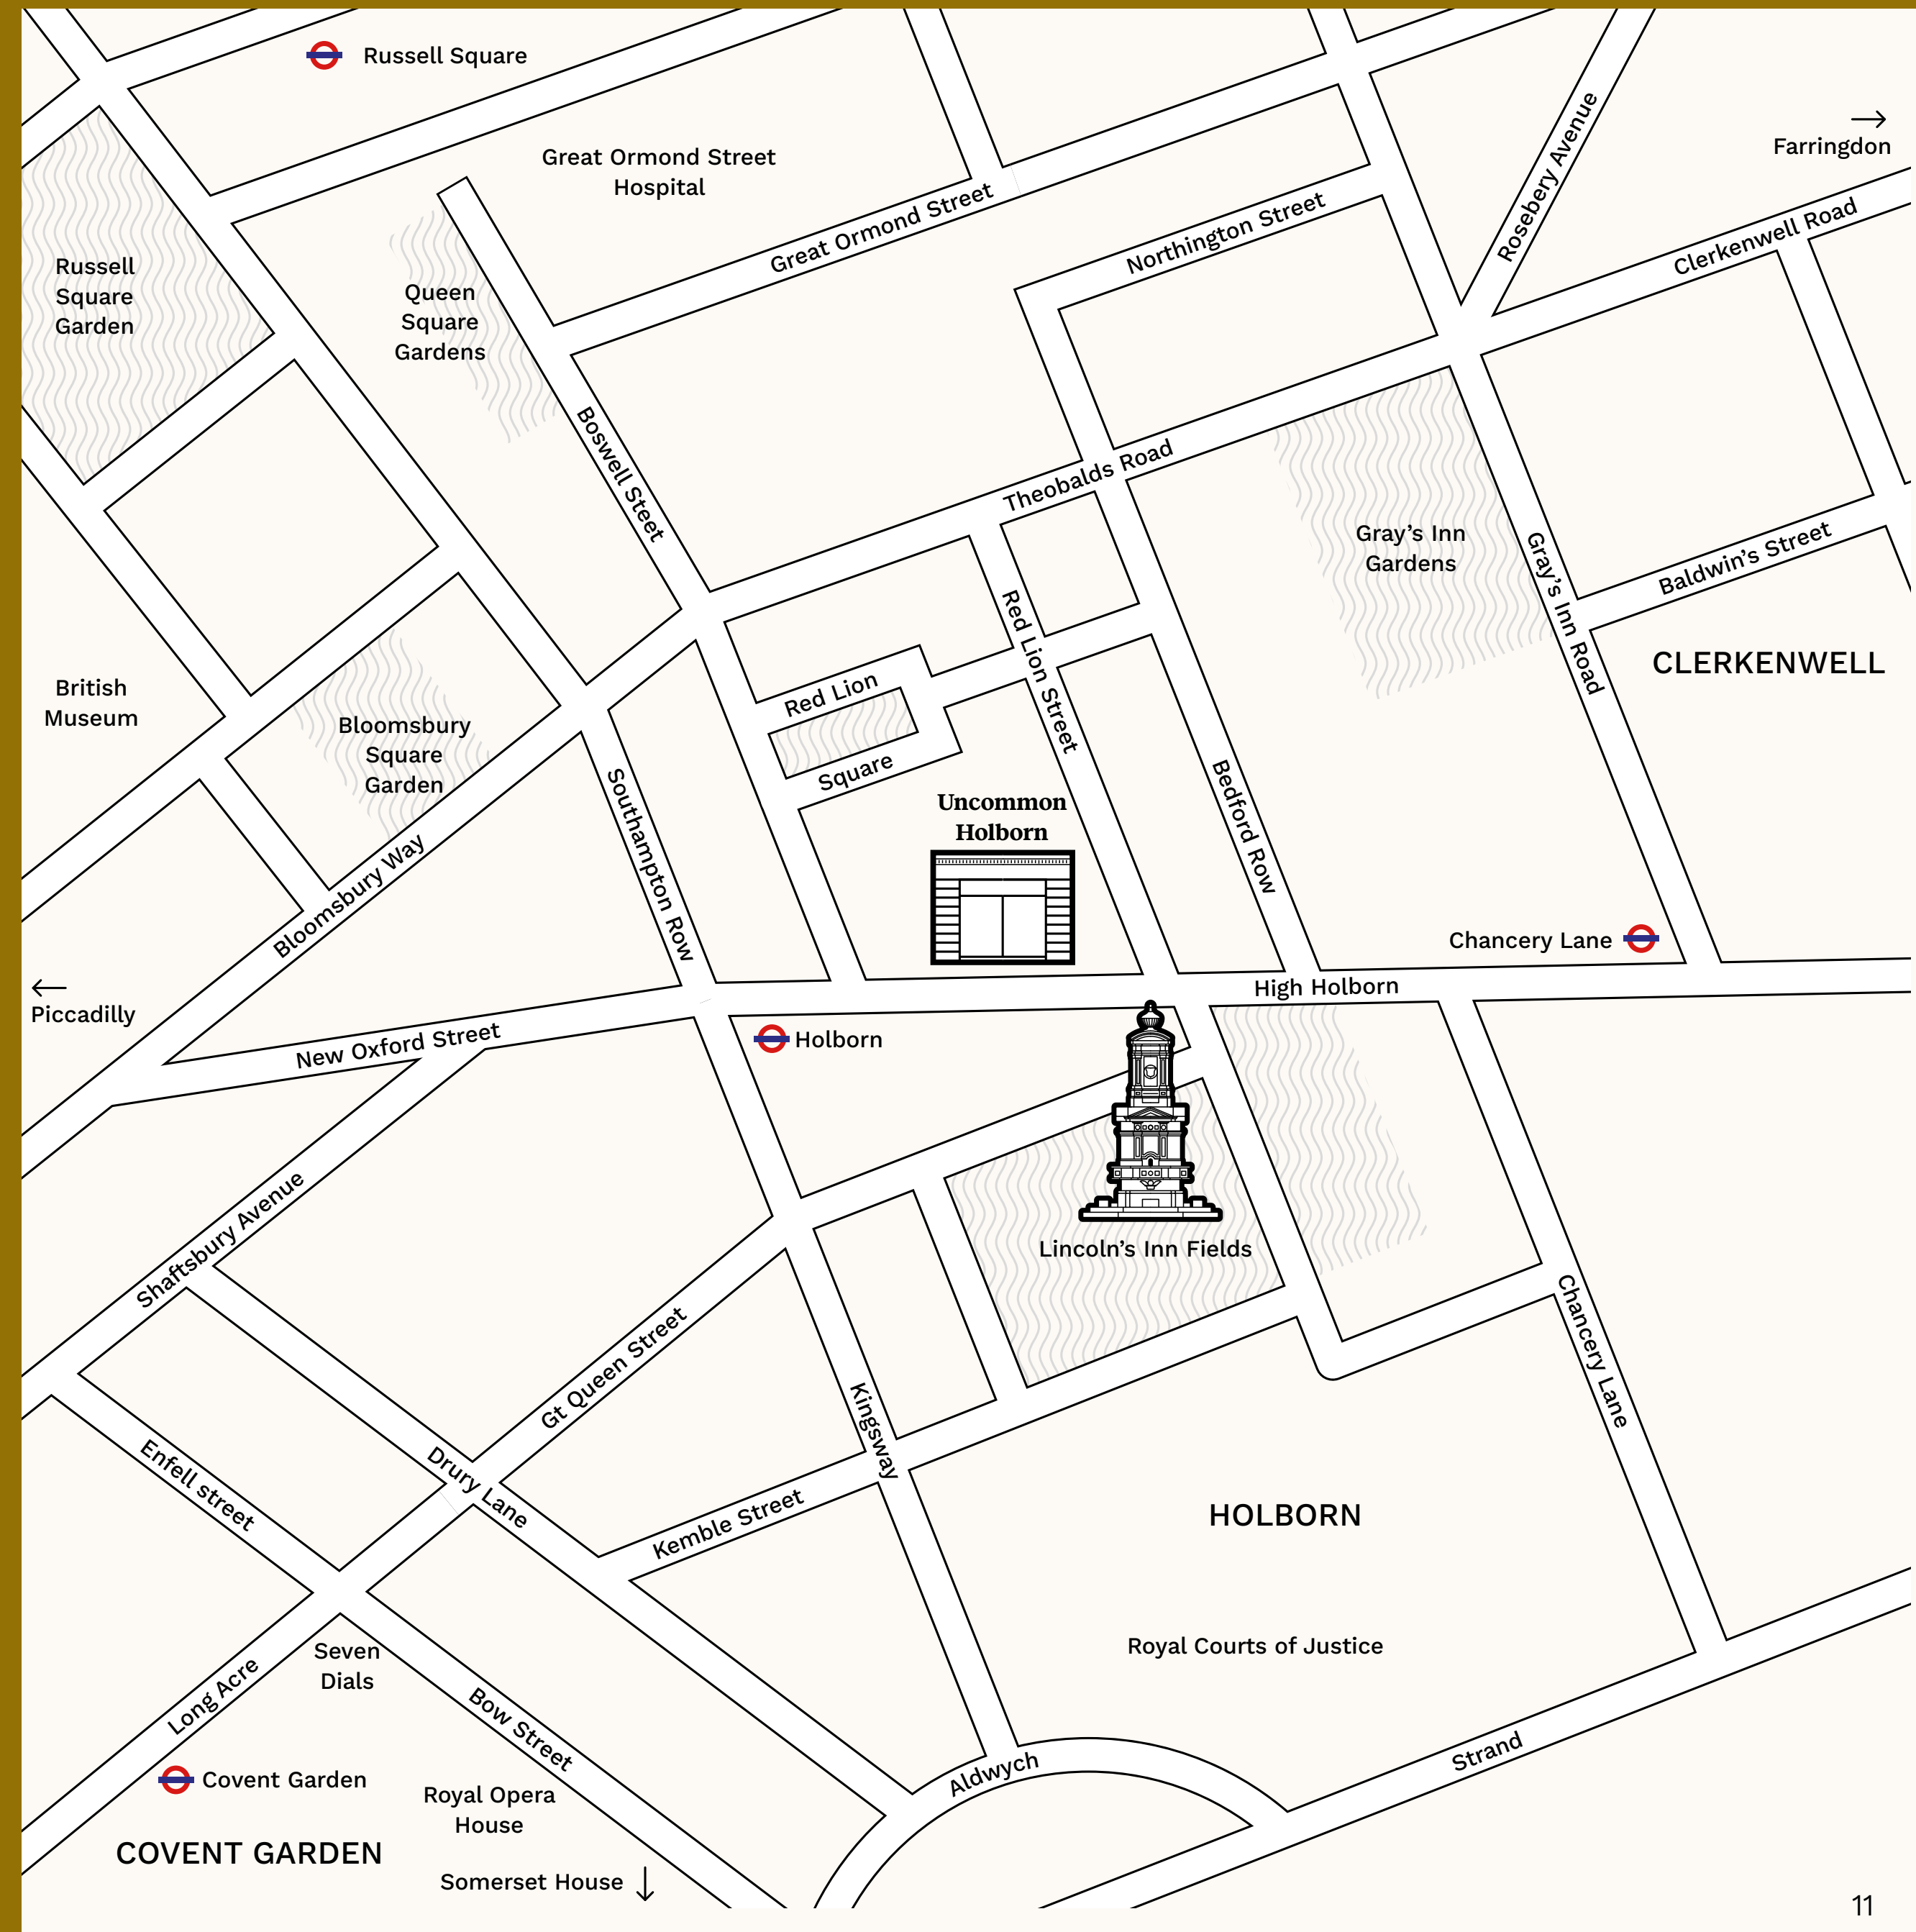 Russell Square
Great Ormond Street
Hospital
Farringdon
Rosebery Avenue
Great Ormond Street
Northington Street
Clerkenwell Road
Russell
Square
Garden
Queen
Square
Gardens
Boswell Steet
Theobalds Road
Gray's Inn
Gardens
Gray's Inn Road
Baldwin's Street
CLERKENWELL
British
Museum
Bloomsbury
Square
Garden
Red Lion
Square
Red Lion Street
Bedford Row
Southampton Row
Bloomsbury Way
Uncommon
Holborn
Chancery Lane
Piccadilly
High Holborn
New Oxford Street
Holborn
Shaftsbury Avenue
Lincoln's Inn Fields
Gt Queen Street
Kingsway
Chancery Lane
Enfell street
Drury Lane
Kemble Street
HOLBORN
Royal Courts of Justice
Seven
Dials
Long Acre
Bow Street
Aldwych
Strand
Covent Garden
Royal Opera
House
COVENT GARDEN
Somerset House
11